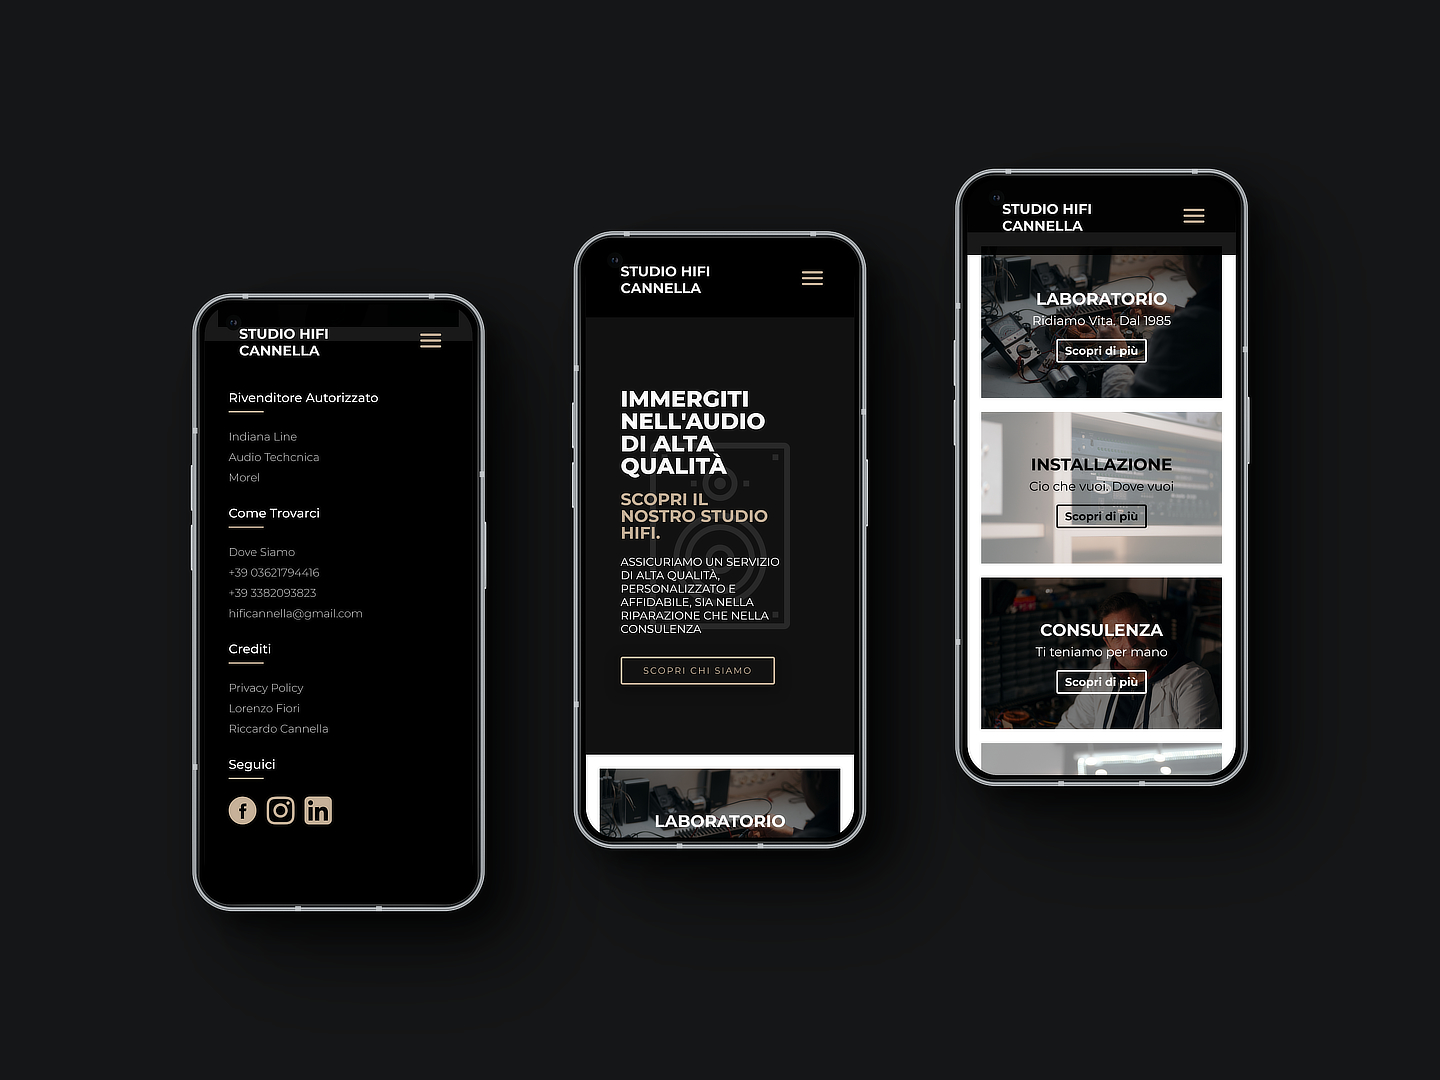 STUDIO HIFI
CANNELLA
Rivenditore Autorizzato
Indiana Line
Audio Techcnica
Morel
Come Trovarci
Dove Siamo
+39 03621794416
+39 3382093823
hificannella@gmail.com
Crediti
Privacy Policy
Lorenzo Fiori
Riccardo Cannella
Seguici
STUDIO HIFI
CANNELLA
IMMERGITI
NELL'AUDIO
DI ALTA
QUALITÀ
SCOPRI IL
NOSTRO STUDIO
HIFI.
ASSICURIAMO UN SERVIZIO
DI ALTA QUALITÀ,
PERSONALIZZATO E
AFFIDABILE, SIA NELLA
RIPARAZIONE CHE NELLA
CONSULENZA
SCOPRI CHI SIAMO
LABORATORIO
STUDIO HIFI
CANNELLA
LABORATORIO
Ridiamo Vita. Dal 1985
Scopri di più
INSTALLAZIONE
Cio che vuoi. Dove vuoi
Scopri di più
CONSULENZA
Ti teniamo per mano
Scopri di più